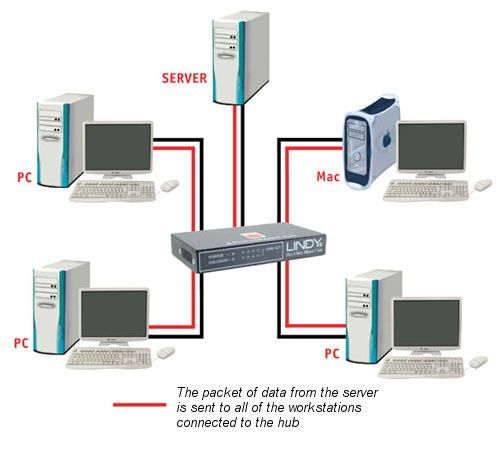 SERVER
PC
Mac
LINDY
POWER
COLLISION
PC
PC
The packet of data from the server
is sent to all of the workstations
connected to the hub